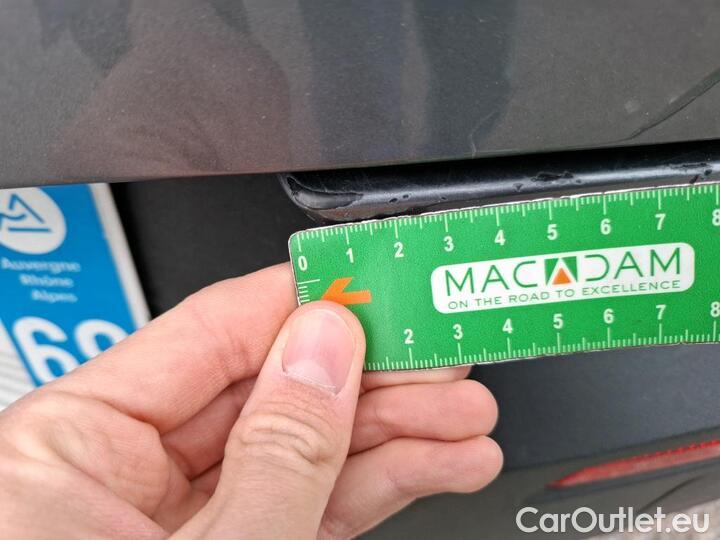 0 1 2 3 4 5 6 7 8
MACADAM
ON THE ROAD TO EXCELLENCE
2 3 4 5 6 7 8
Auvergne
Rhône
Alpes
69
CarOutlet.eu